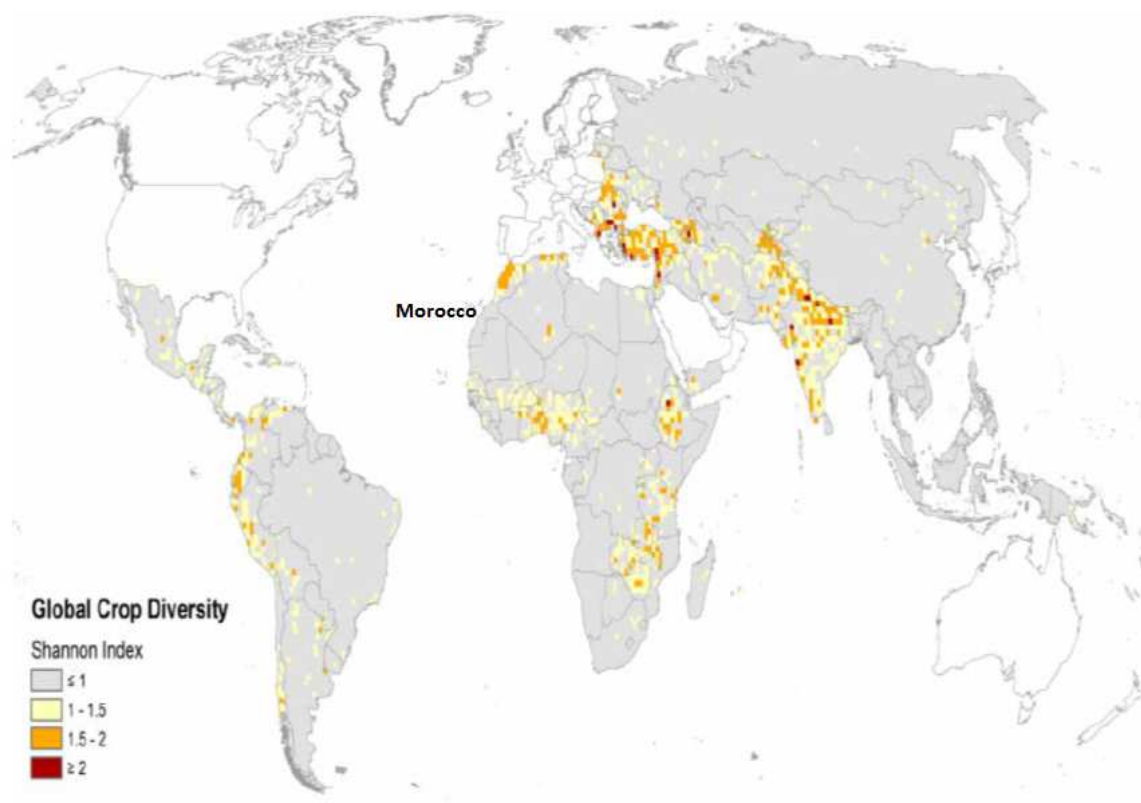 Morocco
Global Crop Diversity
Shannon Index
≤ 1
1 - 1.5
1.5 - 2
≥ 2